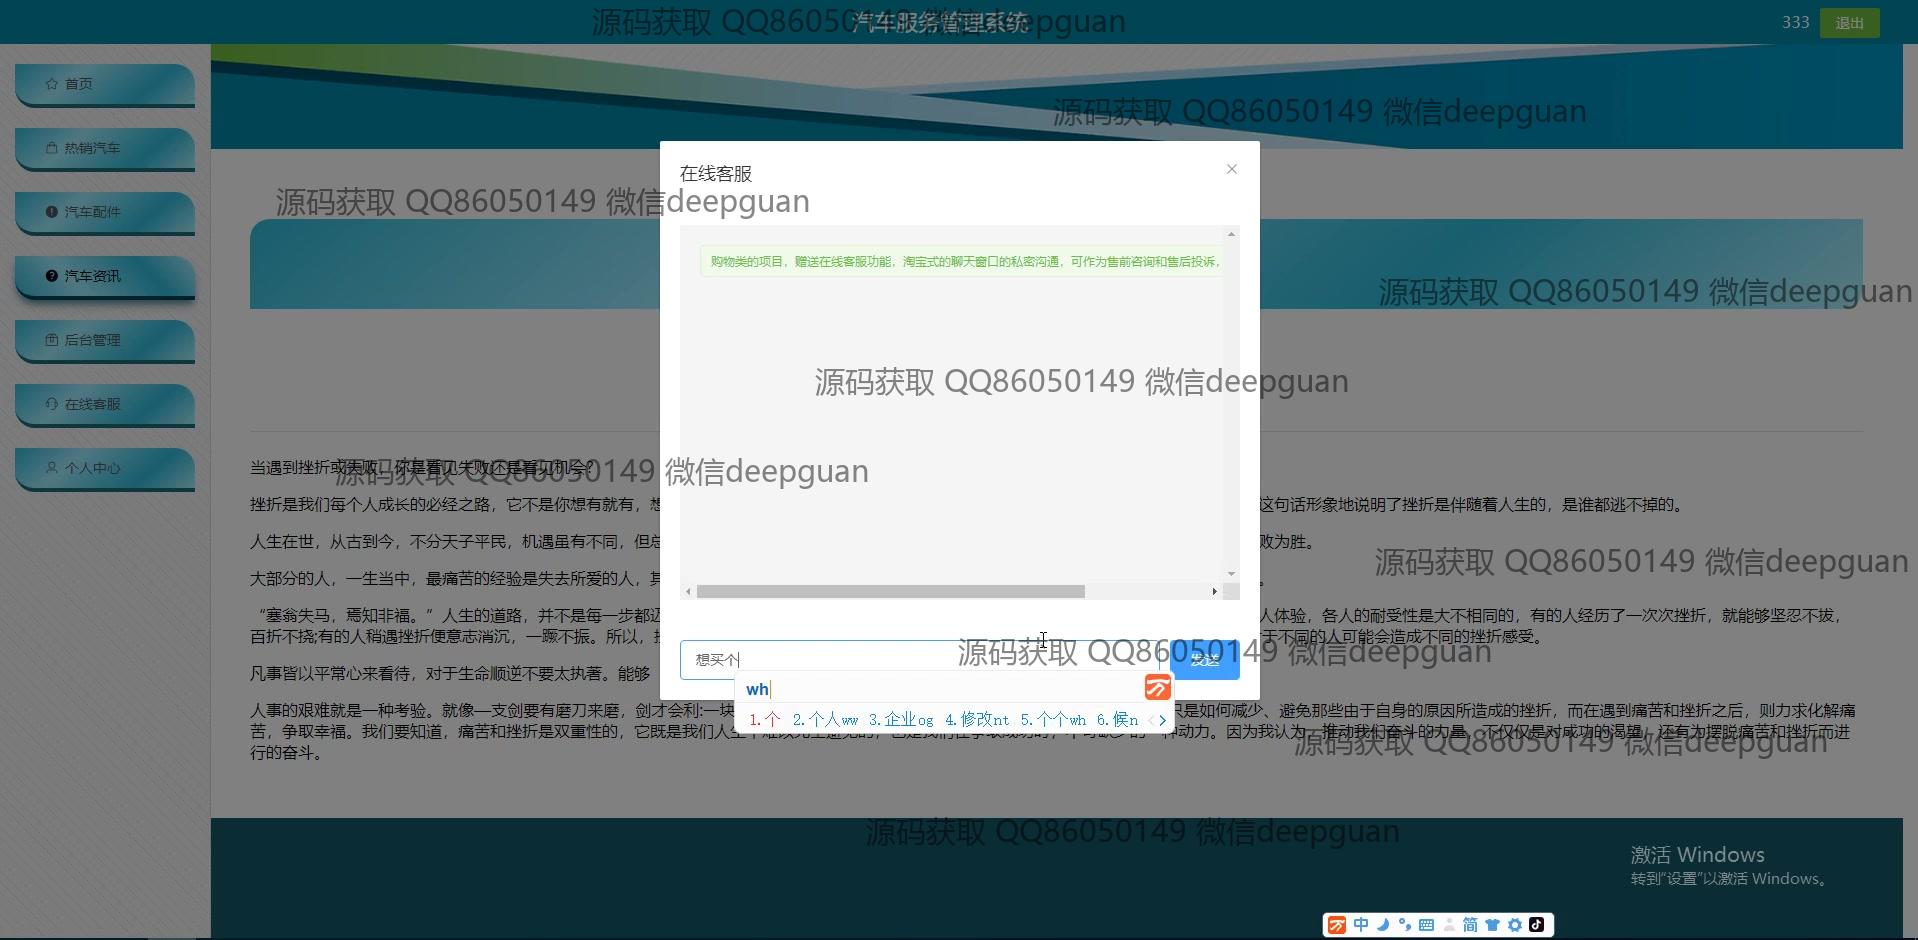 汽车服务管理系统
源码获取 QQ86050149 微信deepguan
333
退出
首页
热销汽车
汽车配件
汽车资讯
后台管理
在线客服
个人中心
源码获取 QQ86050149 微信deepguan
在线客服
源码获取 QQ86050149 微信deepguan
购物类的项目，赠送在线客服功能，淘宝式的聊天窗口的私密沟通，可作为售前咨询和售后投诉，
源码获取 QQ86050149 微信deepguan
源码获取 QQ86050149 微信deepguan
当遇到挫折或失败，你是看见失败还是看见机会？
源码获取 QQ86050149 微信deepguan
挫折是我们每个人成长的必经之路，它不是你想有就有，想
这句话形象地说明了挫折是伴随着人生的，是谁都逃不掉的。
人生在世，从古到今，不分天子平民，机遇虽有不同，但总
败为胜。
源码获取 QQ86050149 微信deepguan
大部分的人，一生当中，最痛苦的经验是失去所爱的人，其
“塞翁失马，焉知非福。”人生的道路，并不是每一步都迈
人体验，各人的耐受性是大不相同的，有的人经历了一次次挫折，就能够坚忍不拔，
百折不挠;有的人稍遇挫折便意志消沉，一蹶不振。所以，挫
于不同的人可能会造成不同的挫折感受。
想买个
发送
源码获取 QQ86050149 微信deepguan
凡事皆以平常心来看待，对于生命顺逆不要太执著。能够
wh
1.个 2.个人ww 3.企业og 4.修改nt 5.个个wh 6.候n
人事的艰难就是一种考验。就像—支剑要有磨刀来磨，剑才会利:一块
只是如何减少、避免那些由于自身的原因所造成的挫折，而在遇到痛苦和挫折之后，则力求化解痛
苦，争取幸福。我们要知道，痛苦和挫折是双重性的，它既是我们人生
种动力。因为我认为，推动我们奋斗的力量，不仅仅是对成功的渴望，还有为摆脱痛苦和挫折而进
行的奋斗。
源码获取 QQ86050149 微信deepguan
源码获取 QQ86050149 微信deepguan
激活 Windows
转到“设置”以激活 Windows。
中
简